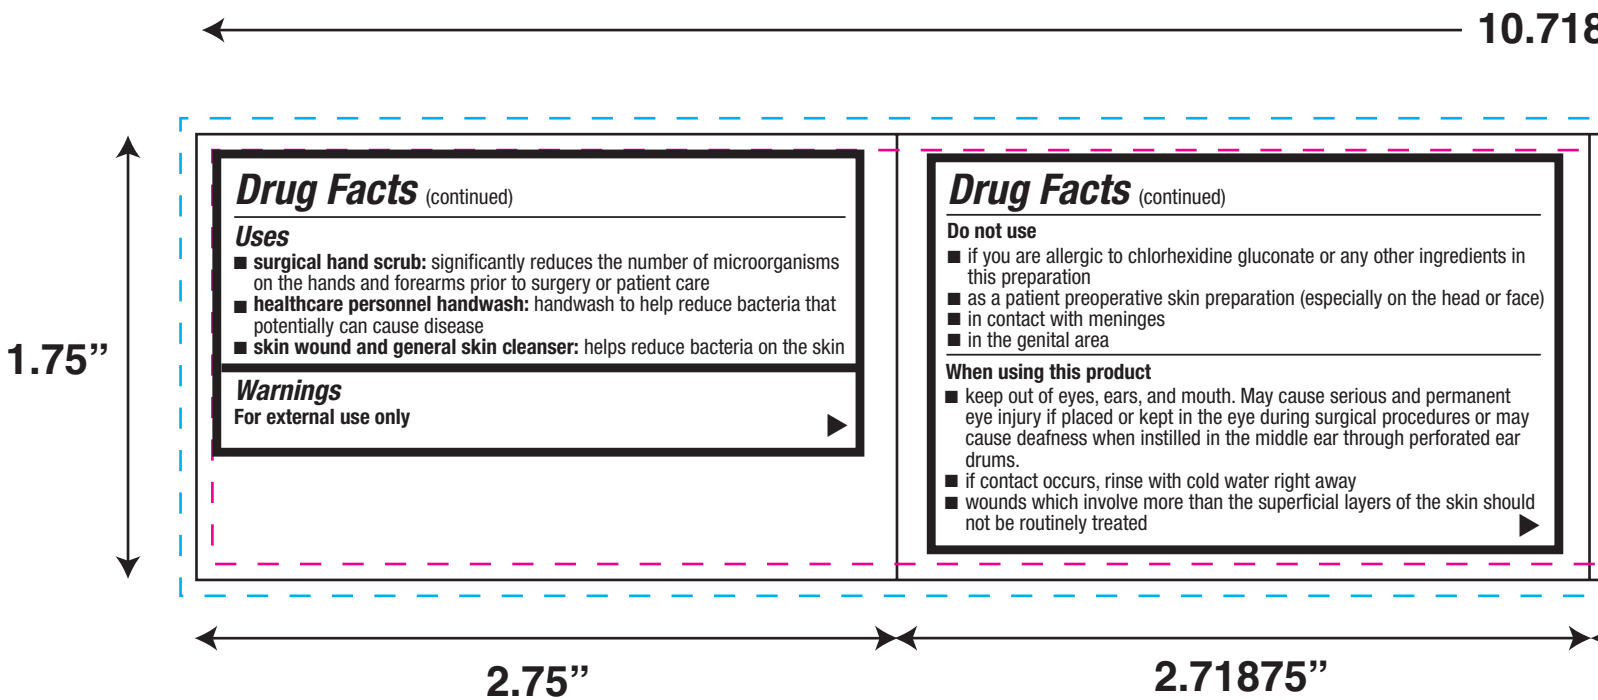 10.718
1.75”
Drug Facts (continued)
Uses
■ surgical hand scrub: significantly reduces the number of microorganisms
on the hands and forearms prior to surgery or patient care
■ healthcare personnel handwash: handwash to help reduce bacteria that
potentially can cause disease
■ skin wound and general skin cleanser: helps reduce bacteria on the skin
Warnings
For external use only
Drug Facts (continued)
Do not use
■ if you are allergic to chlorhexidine gluconate or any other ingredients in
this preparation
■ as a patient preoperative skin preparation (especially on the head or face)
■ in contact with meninges
■ in the genital area
When using this product
■ keep out of eyes, ears, and mouth. May cause serious and permanent
eye injury if placed or kept in the eye during surgical procedures or may
cause deafness when instilled in the middle ear through perforated ear
drums.
■ if contact occurs, rinse with cold water right away
■ wounds which involve more than the superficial layers of the skin should
not be routinely treated
2.75”
2.71875”